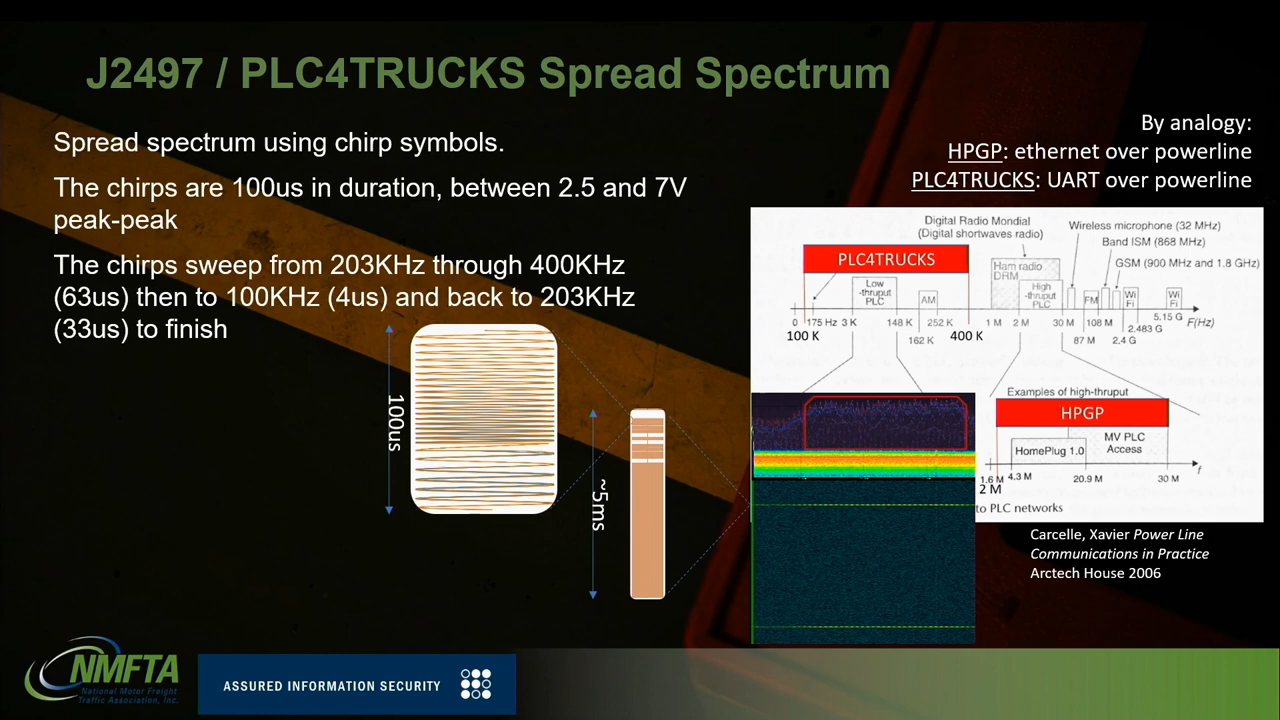 J2497 / PLC4TRUCKS Spread Spectrum
Spread spectrum using chirp symbols.
The chirps are 100us in duration, between 2.5 and 7V
peak-peak
The chirps sweep from 203KHz through 400KHz
(63us) then to 100KHz (4us) and back to 203KHz
(33us) to finish
100us
~5ms
By analogy:
HPGP: ethernet over powerline
PLC4TRUCKS: UART over powerline
Digital Radio Mondial
(Digital shortwaves radio)
Wireless microphone (32 MHz)
Band ISM (868 MHz)
GSM (900 MHz and 1.8 GHz)
PLC4TRUCKS
Ham radio
DRM
Low
-thruput
PLC
High
-thruput
PLC
AM
FM
Wi
Fi
Wi
Fi
0 175 Hz 3 K 148 K 252 K 1 M 2 M 30 M 108 M 5.15 G F(Hz)
2.483 G
100 K 162 K 400 K 87 M 2.4 G
Examples of high-thruput
HPGP
HomePlug 1.0
MV PLC
Access
f
1.6 M 4.3 M 20.9 M 30 M
2 M
to PLC networks
Carcelle, Xavier Power Line
Communications in Practice
Arctech House 2006
NMFTA
National Motor Freight
Traffic Association, Inc.
ASSURED INFORMATION SECURITY